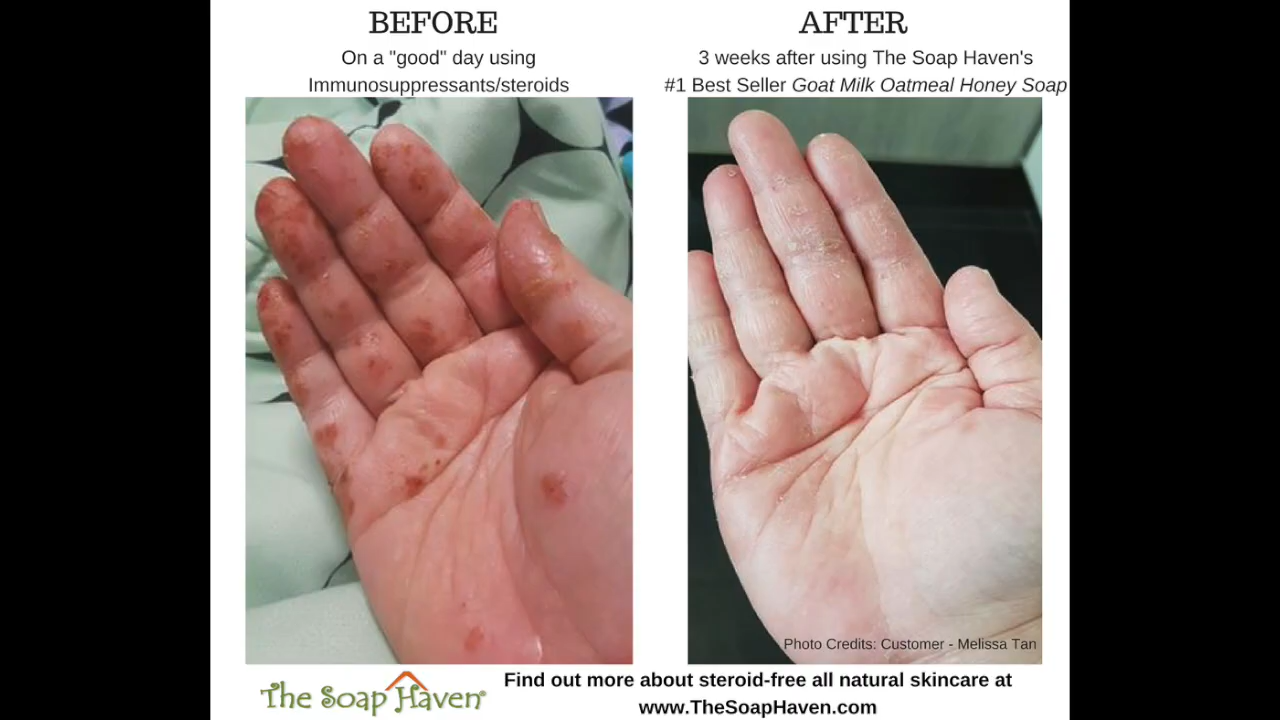 BEFORE
On a "good" day using
Immunosuppressants/steroids
AFTER
3 weeks after using The Soap Haven's
#1 Best Seller Goat Milk Oatmeal Honey Soap
Photo Credits: Customer - Melissa Tan
The Soap Haven®
Find out more about steroid-free all natural skincare at
www.TheSoapHaven.com